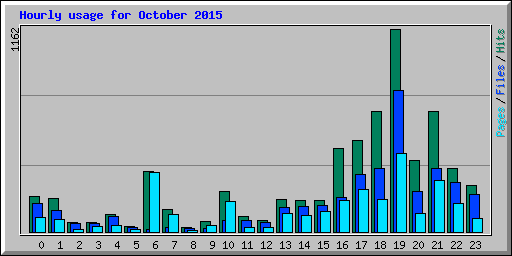 Hourly usage for October 2015
1162
Pages/Files/Hits
0 1 2 3 4 5 6 7 8 9 10 11 12 13 14 15 16 17 18 19 20 21 22 23